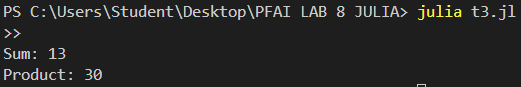 PS C:\Users\Student\Desktop\PFAI LAB 8 JULIA> julia t3.jl
>>
Sum: 13
Product: 30